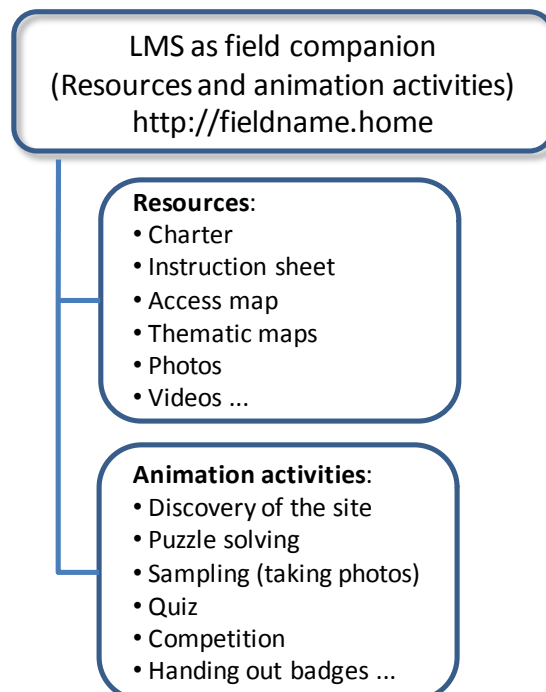 LMS as field companion
(Resources and animation activities)
http://fieldname.home
Resources:
• Charter
• Instruction sheet
• Access map
• Thematic maps
• Photos
• Videos ...
Animation activities:
• Discovery of the site
• Puzzle solving
• Sampling (taking photos)
• Quiz
• Competition
• Handing out badges ...